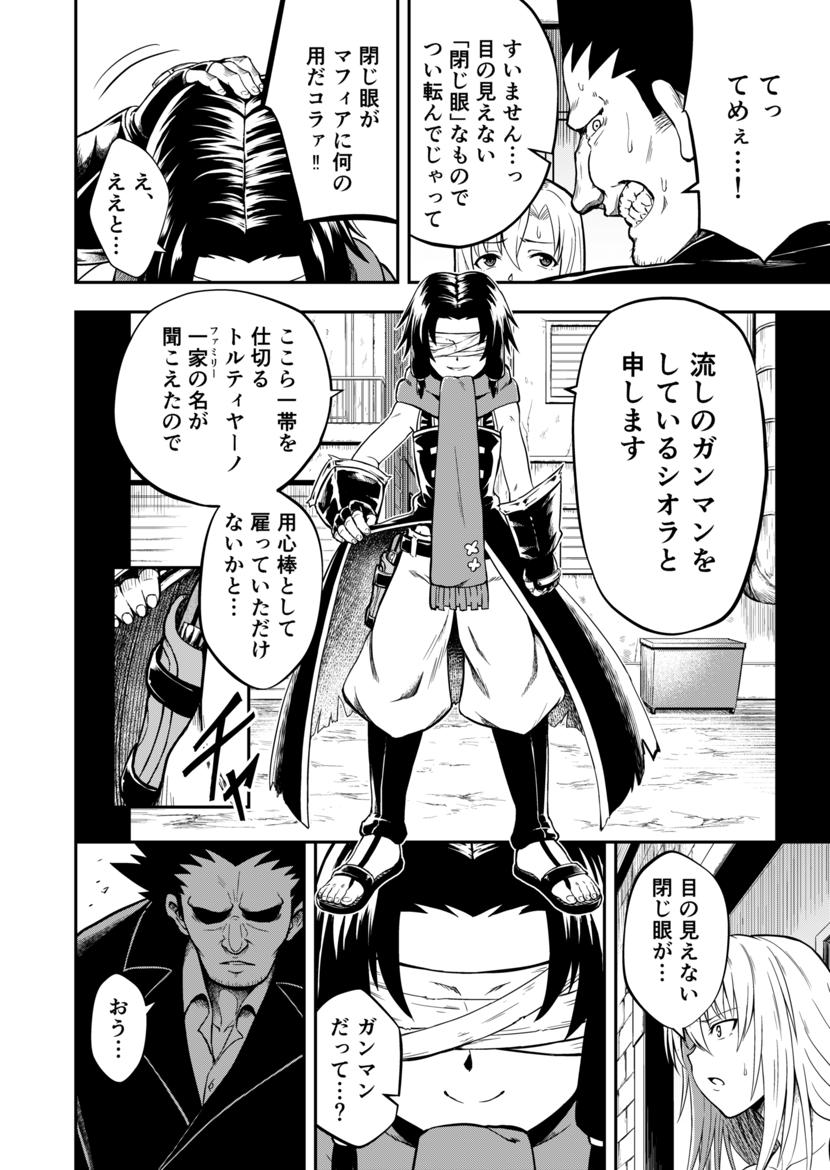 てっ
てめぇ…！
すいません…っ
目の見えない
「閉じ眼」なもので
つい転んでじゃって
閉じ眼が
マフィアに何の
用だコラァ!!
え、
ええと…
流しのガンマンを
しているシオラと
申します
ここら一帯を
仕切る
トルティヤーノ
一家の名が
ファミリー
聞こえたので
用心棒として
雇っていただけ
ないかと…
チャ
目の見えない
閉じ眼が…
ガンマン
だって…？
おう…